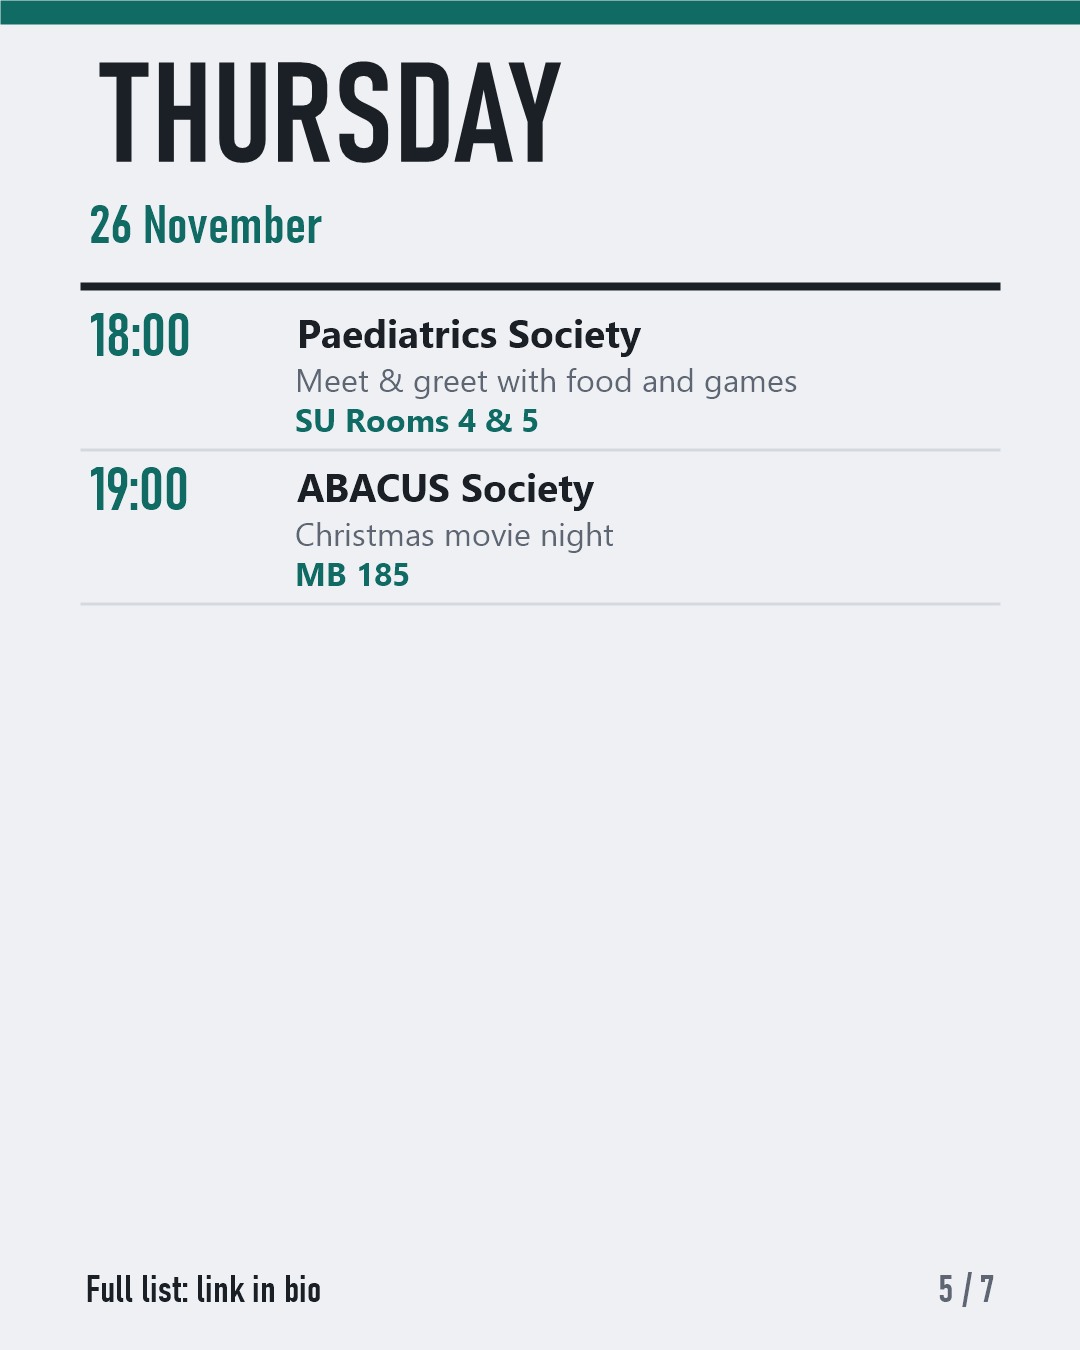 THURSDAY
26 November
18:00
Paediatrics Society
Meet & greet with food and games
SU Rooms 4 & 5
19:00
ABACUS Society
Christmas movie night
MB 185
Full list: link in bio
5 / 7